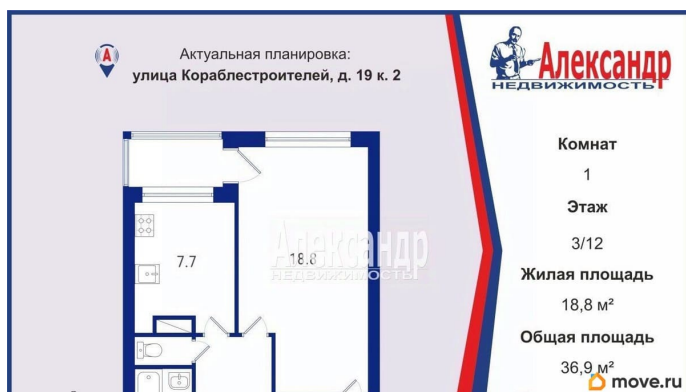 Актуальная планировка:
улица Кораблестроителей, д. 19 к. 2
А
Александр
НЕДВИЖИМОСТЬ
Комнат
1
Этаж
3/12
Жилая площадь
18,8 м²
Общая площадь
36,9 м²
7.7
18.8
Александр
НЕДВИЖИМОСТЬ
move.ru